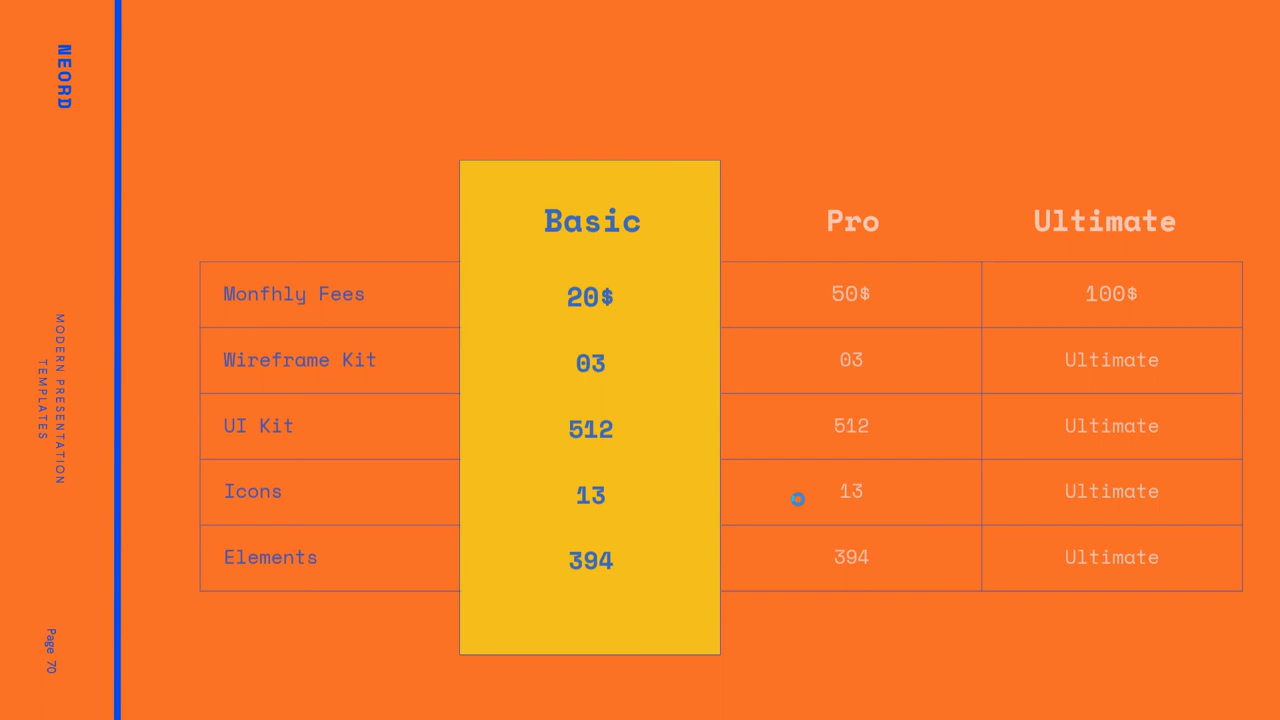 NEORD
MODERN PRESENTATION
TEMPLATES
Page 70
Basic Pro Ultimate
Monfhly Fees 20$ 50$ 100$
Wireframe Kit 03 03 Ultimate
UI Kit 512 512 Ultimate
Icons 13 13 Ultimate
Elements 394 394 Ultimate